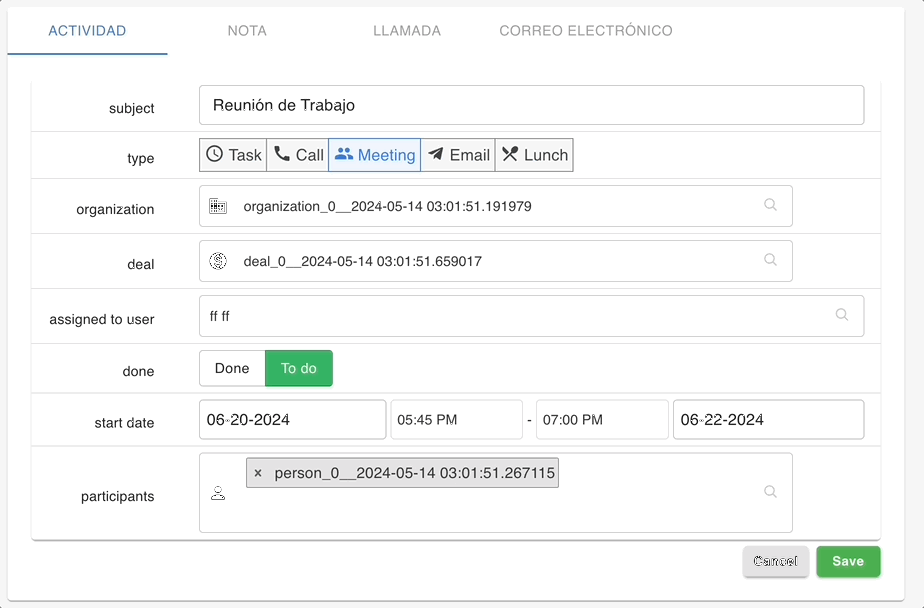 ACTIVIDAD NOTA LLAMADA CORREO ELECTRÓNICO
subject Reunión de Trabajo
type Task Call Meeting Email Lunch
organization organization_0__2024-05-14 03:01:51.191979
deal deal_0__2024-05-14 03:01:51.659017
assigned to user ff ff
done Done To do
start date 06-20-2024 05:45 PM - 07:00 PM 06-22-2024
participants × person_0__2024-05-14 03:01:51.267115
Cancel Save